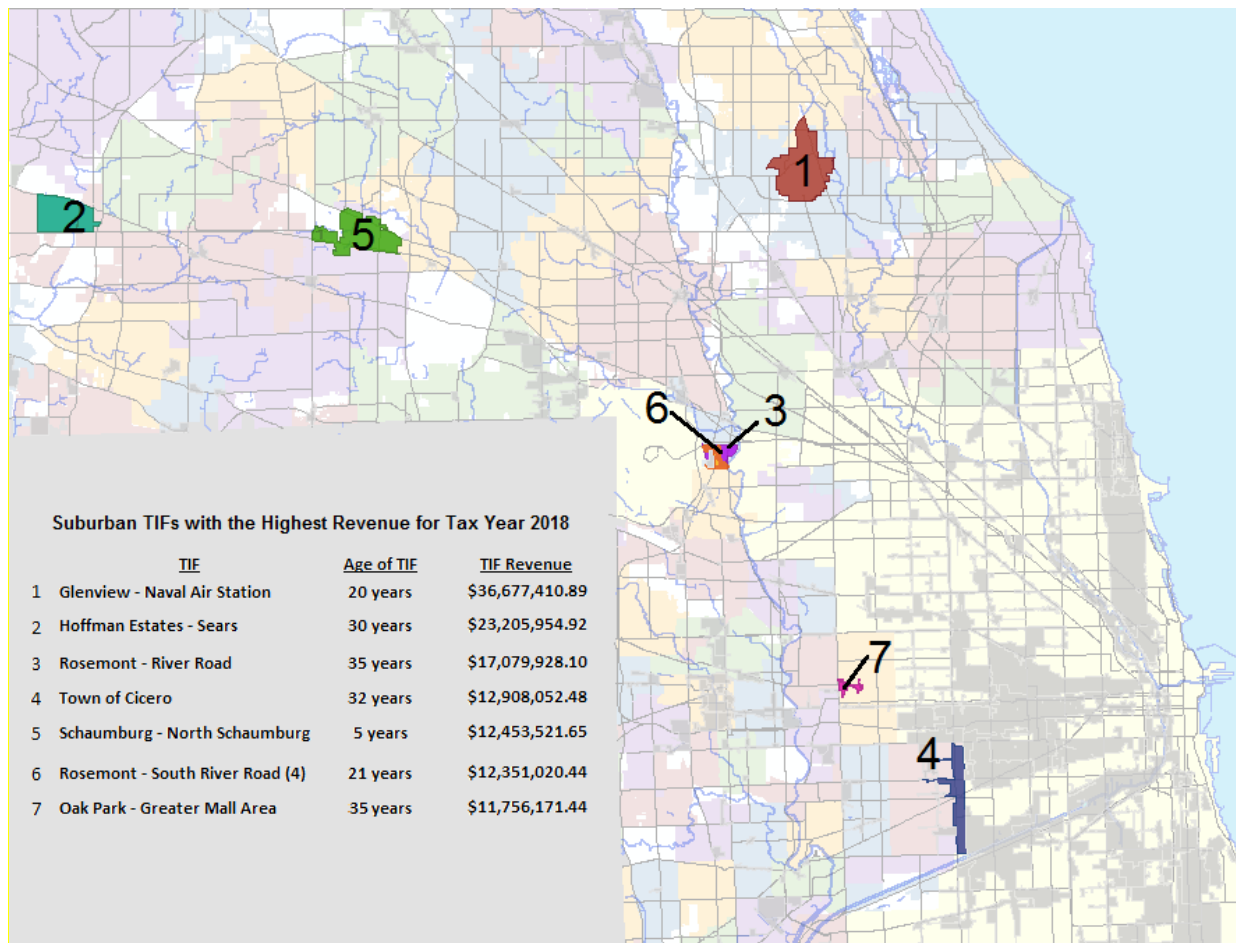 1
2
5
6
3
7
4
Suburban TIFs with the Highest Revenue for Tax Year 2018
TIF Age of TIF TIF Revenue
1 Glenview - Naval Air Station 20 years $36,677,410.89
2 Hoffman Estates - Sears 30 years $23,205,954.92
3 Rosemont - River Road 35 years $17,079,928.10
4 Town of Cicero 32 years $12,908,052.48
5 Schaumburg - North Schaumburg 5 years $12,453,521.65
6 Rosemont - South River Road (4) 21 years $12,351,020.44
7 Oak Park - Greater Mall Area 35 years $11,756,171.44